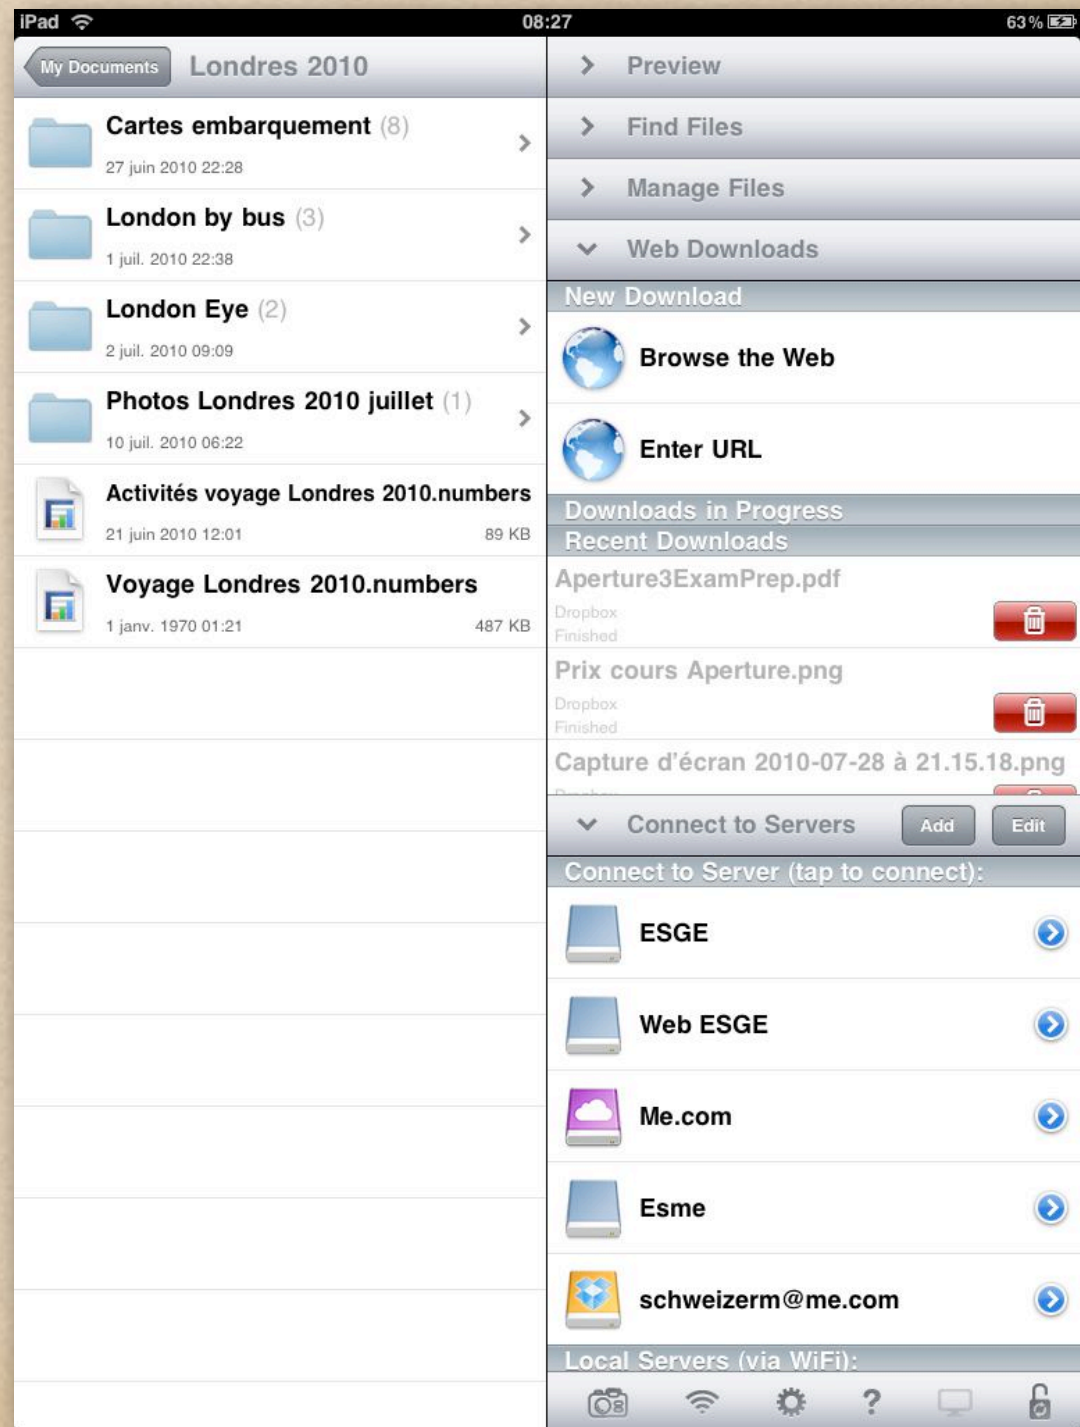 iPad 08:27 63%
My Documents Londres 2010
Cartes embarquement (8)
27 juin 2010 22:28
London by bus (3)
1 juil. 2010 22:38
London Eye (2)
2 juil. 2010 09:09
Photos Londres 2010 juillet (1)
10 juil. 2010 06:22
Activités voyage Londres 2010.numbers
21 juin 2010 12:01 89 KB
Voyage Londres 2010.numbers
1 janv. 1970 01:21 487 KB
Preview
Find Files
Manage Files
Web Downloads
New Download
Browse the Web
Enter URL
Downloads in Progress
Recent Downloads
Aperture3ExamPrep.pdf
Dropbox
Finished
Prix cours Aperture.png
Dropbox
Finished
Capture d'écran 2010-07-28 à 21.15.18.png
Connect to Servers Add Edit
Connect to Server (tap to connect):
ESGE
Web ESGE
Me.com
Esme
schweizerm@me.com
Local Servers (via WiFi):